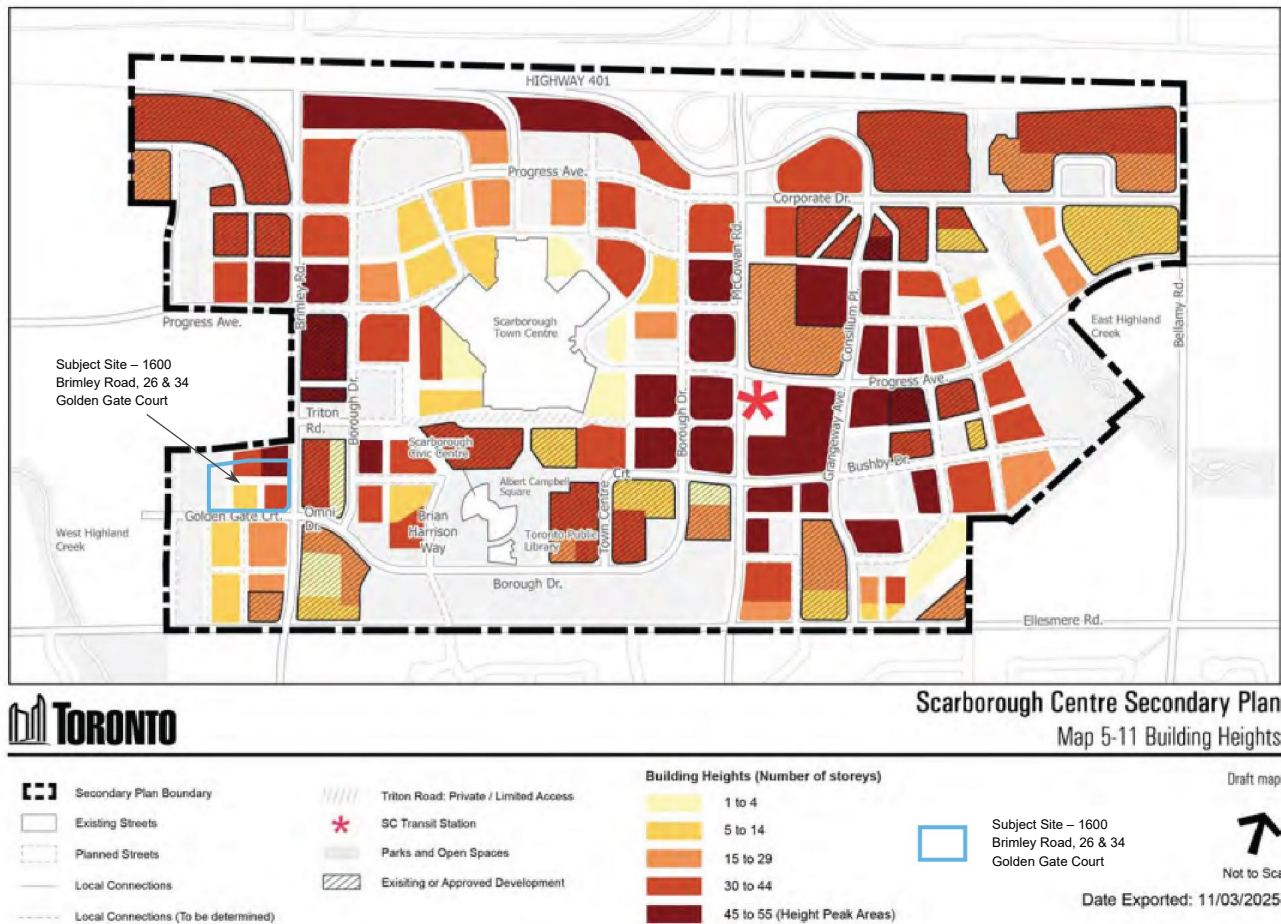 HIGHWAY 401
Progress Ave.
Corporate Dr.
Brimley Rd.
McCowan Rd.
Consilium Pl.
Bellamy Rd.
Progress Ave.
Scarborough
Town Centre
East Highland
Creek
Subject Site – 1600
Brimley Road, 26 & 34
Golden Gate Court
Borough Dr.
Borough Dr.
Progress Ave.
Triton
Rd.
Scarborough
Civic Centre
Grangeway Ave.
Bushby Dr.
Albert Campbell
Square
Town Centre Crt
Golden Gate Crt.
Omni
Dr.
Brian
Harrison
Way
Toronto Public
Library
West Highland
Creek
Borough Dr.
Ellesmere Rd.
TORONTO
Scarborough Centre Secondary Plan
Map 5-11 Building Heights
Secondary Plan Boundary
Existing Streets
Planned Streets
Local Connections
Local Connections (To be determined)
Triton Road: Private / Limited Access
SC Transit Station
Parks and Open Spaces
Exisiting or Approved Development
Building Heights (Number of storeys)
1 to 4
5 to 14
15 to 29
30 to 44
45 to 55 (Height Peak Areas)
Subject Site – 1600
Brimley Road, 26 & 34
Golden Gate Court
Draft map
Not to Sca
Date Exported: 11/03/2025